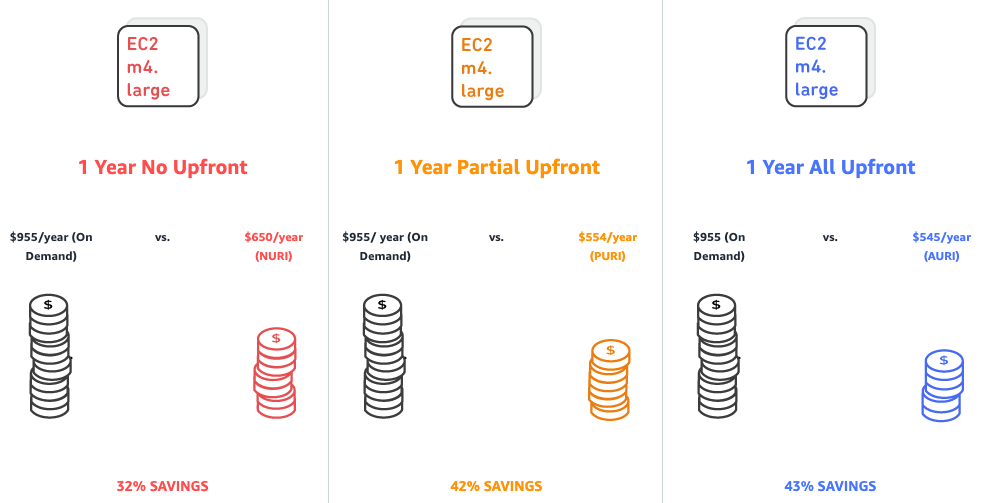 EC2
m4.
large
1 Year No Upfront
$955/year (On
Demand)
vs.
$650/year
(NURI)
$
$
32% SAVINGS
EC2
m4.
large
1 Year Partial Upfront
$955/ year (On
Demand)
vs.
$554/year
(PURI)
$
$
42% SAVINGS
EC2
m4.
large
1 Year All Upfront
$955 (On
Demand)
vs.
$545/year
(AURI)
$
$
43% SAVINGS